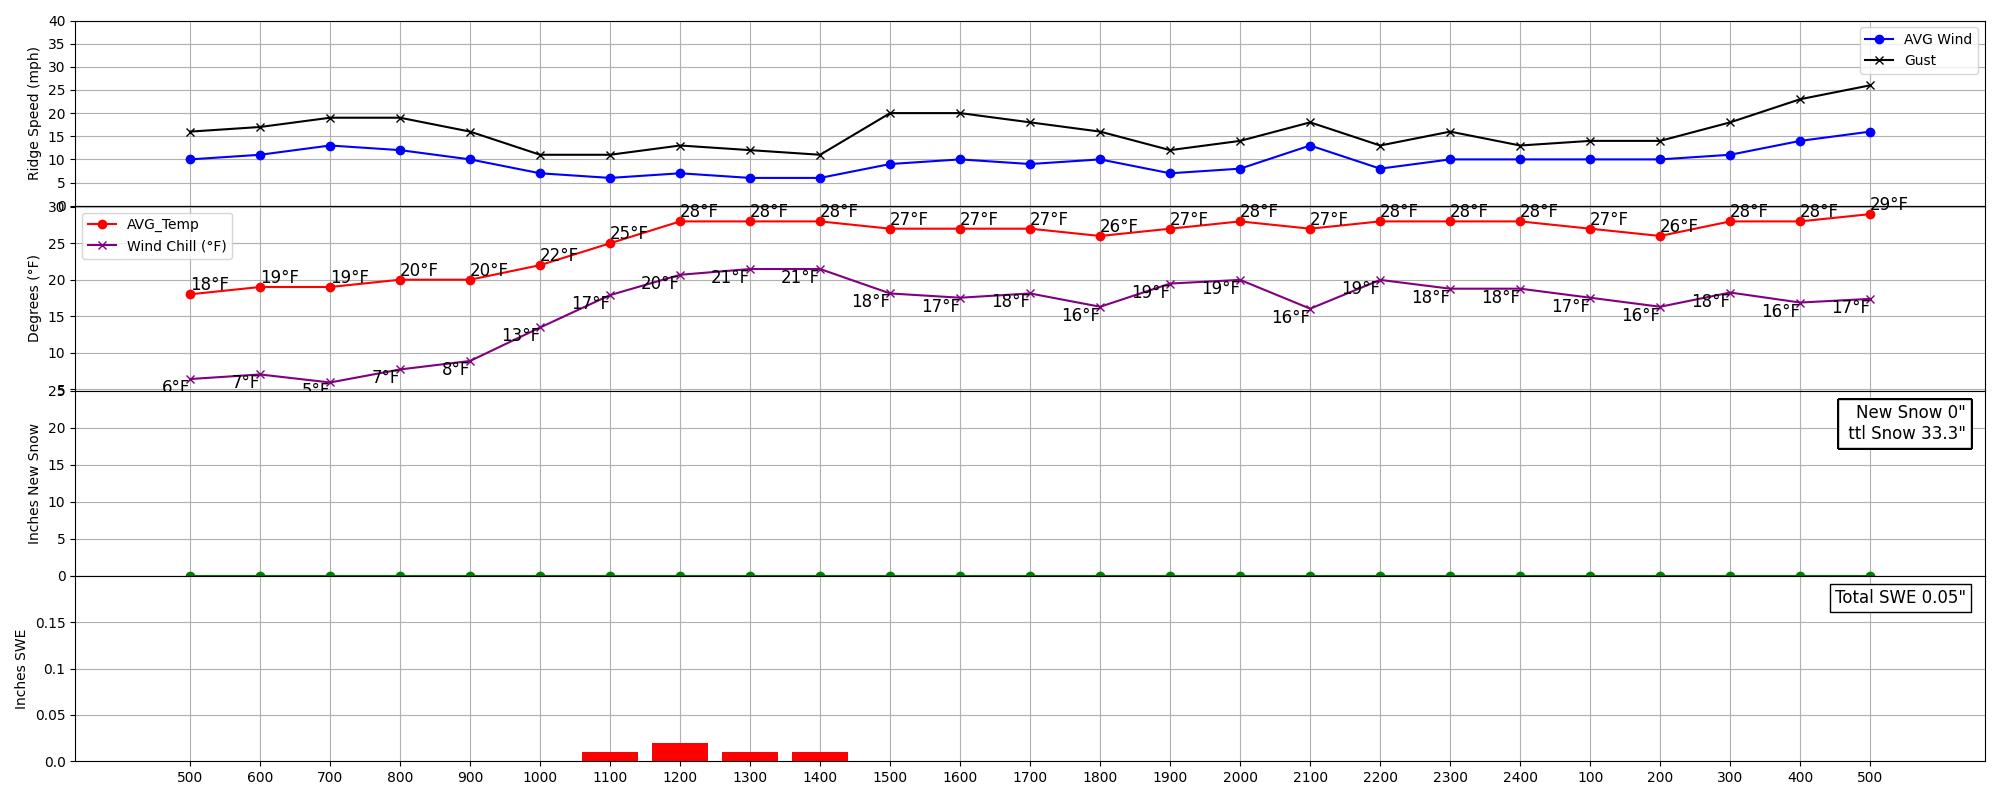 40
35
30
25
20
15
10
5
0
Ridge Speed (mph)
AVG Wind
Gust
30
25
20
15
10
5
Degrees (°F)
AVG_Temp
Wind Chill (°F)
18°F 19°F 19°F 20°F 20°F 22°F 25°F 28°F 28°F 28°F 27°F 27°F 27°F 26°F 27°F 28°F 27°F 28°F 28°F 28°F 27°F 26°F 28°F 28°F 29°F
6°F 7°F 5°F 7°F 8°F 13°F 17°F 20°F 21°F 21°F 18°F 17°F 18°F 16°F 19°F 19°F 16°F 19°F 18°F 18°F 17°F 16°F 18°F 16°F 17°F
25
20
15
10
5
0
Inches New Snow
New Snow 0"
ttl Snow 33.3"
0.15
0.1
0.05
0.0
Inches SWE
Total SWE 0.05"
500 600 700 800 900 1000 1100 1200 1300 1400 1500 1600 1700 1800 1900 2000 2100 2200 2300 2400 100 200 300 400 500